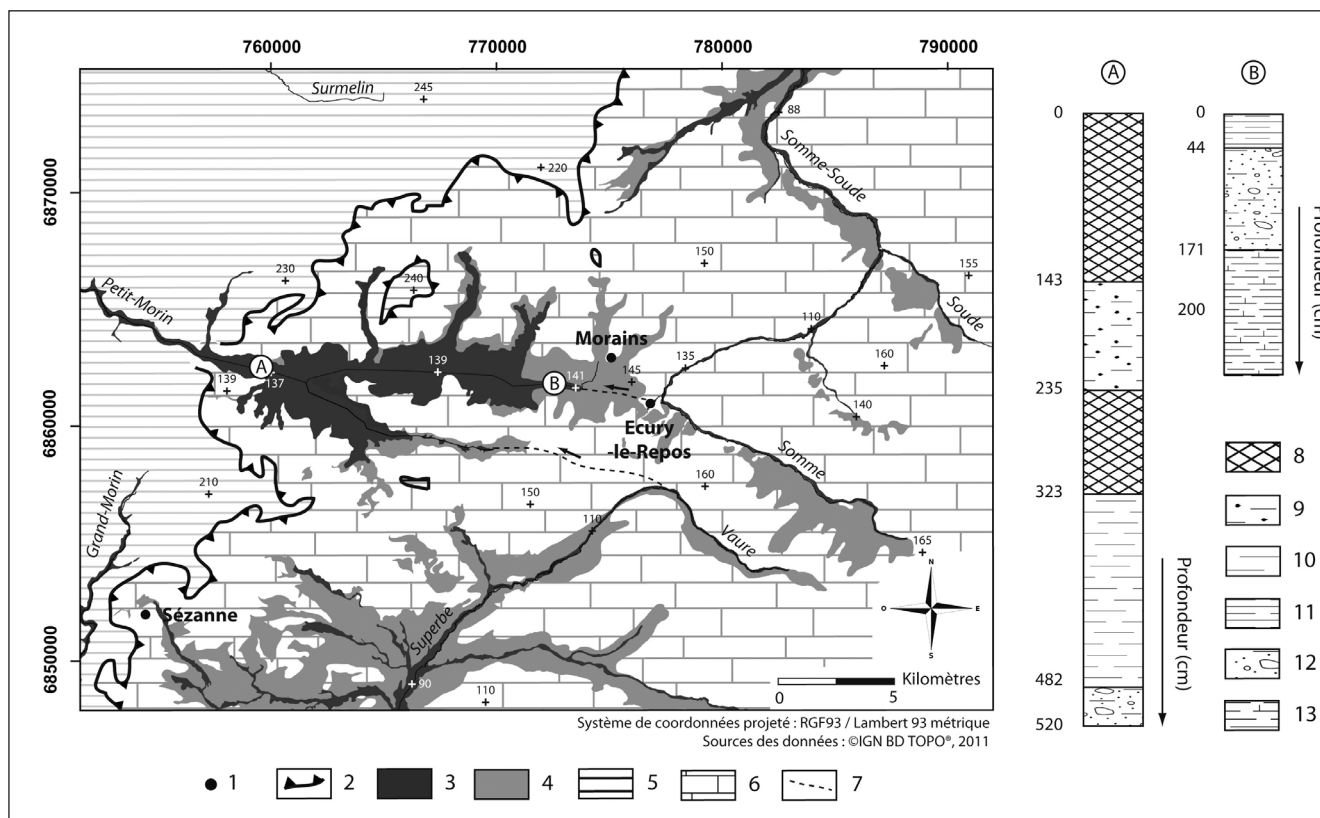 760000
770000
780000
790000
6870000
6860000
6850000
Surmelin
245
220
88
Somme-Soude
230
240
150
155
Soude
Petit-Morin
110
Morains
A
139
B
141
145
135
160
139
137
140
Ecury
-le-Repos
Somme
Grand-Morin
210
150
160
110
Vaure
165
Sézanne
Superbe
90
110
N
O
E
S
Kilomètres
0
5
Système de coordonnées projeté : RGF93 / Lambert 93 métrique
Sources des données : ©IGN BD TOPO®, 2011
1
2
3
4
5
6
7
A
0
143
235
323
482
520
Profondeur (cm)
B
0
44
171
200
Profondeur (cm)
8
9
10
11
12
13